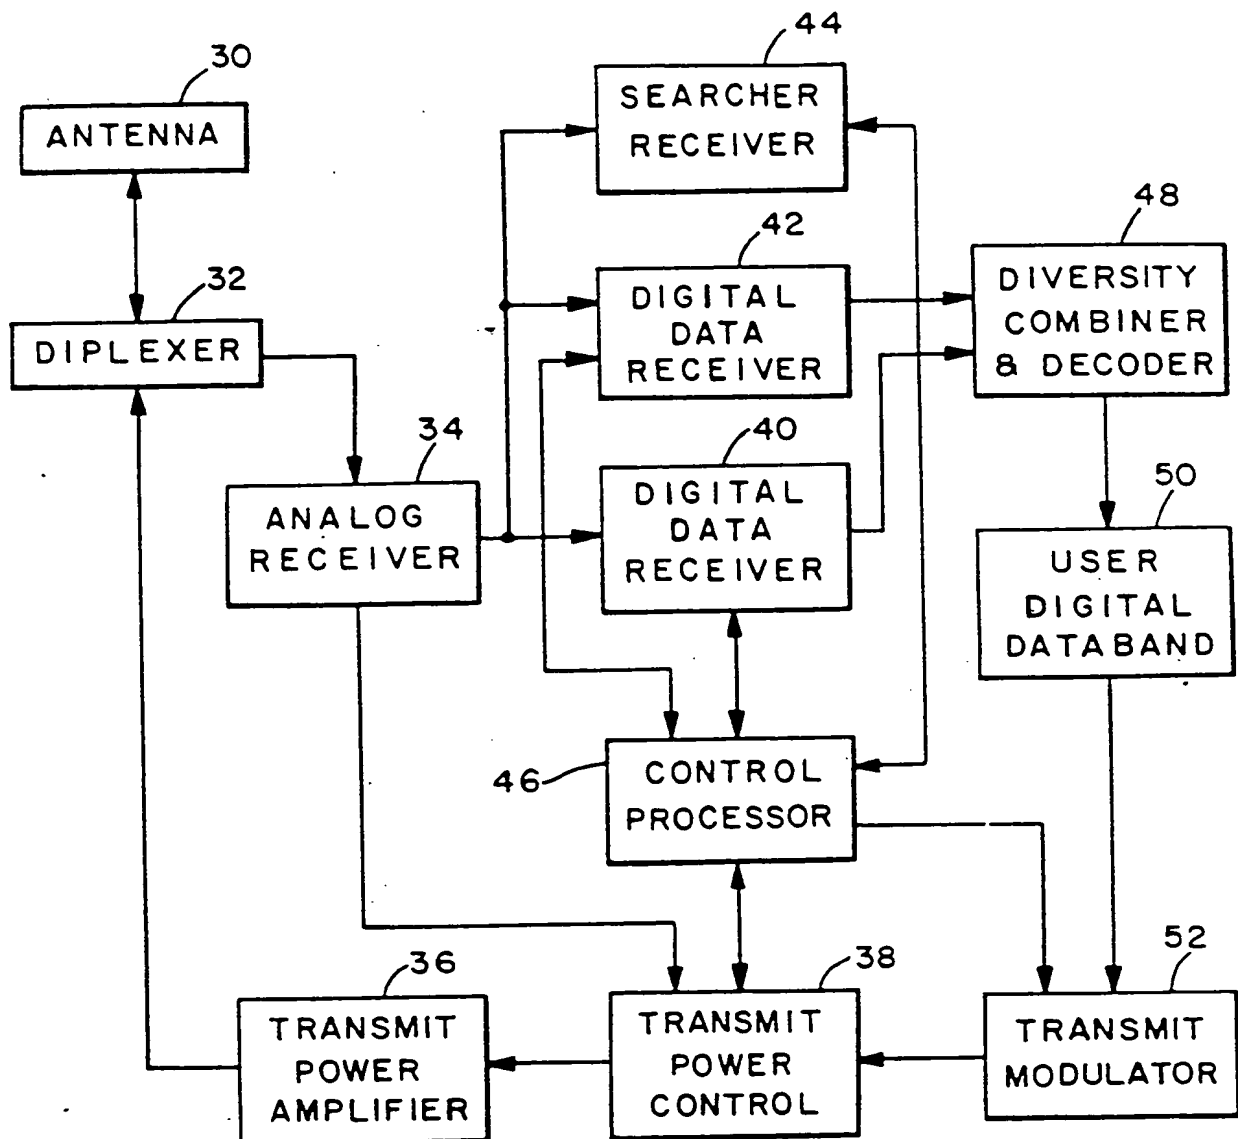 44
30
SEARCHER
RECEIVER
ANTENNA
48
42
32
DIGITAL
DATA
RECEIVER
DIVERSITY
COMBINER
& DECODER
DIPLEXER
34
40
50
ANALOG
RECEIVER
DIGITAL
DATA
RECEIVER
USER
DIGITAL
DATABAND
46
CONTROL
PROCESSOR
36
38
52
TRANSMIT
POWER
AMPLIFIER
TRANSMIT
POWER
CONTROL
TRANSMIT
MODULATOR